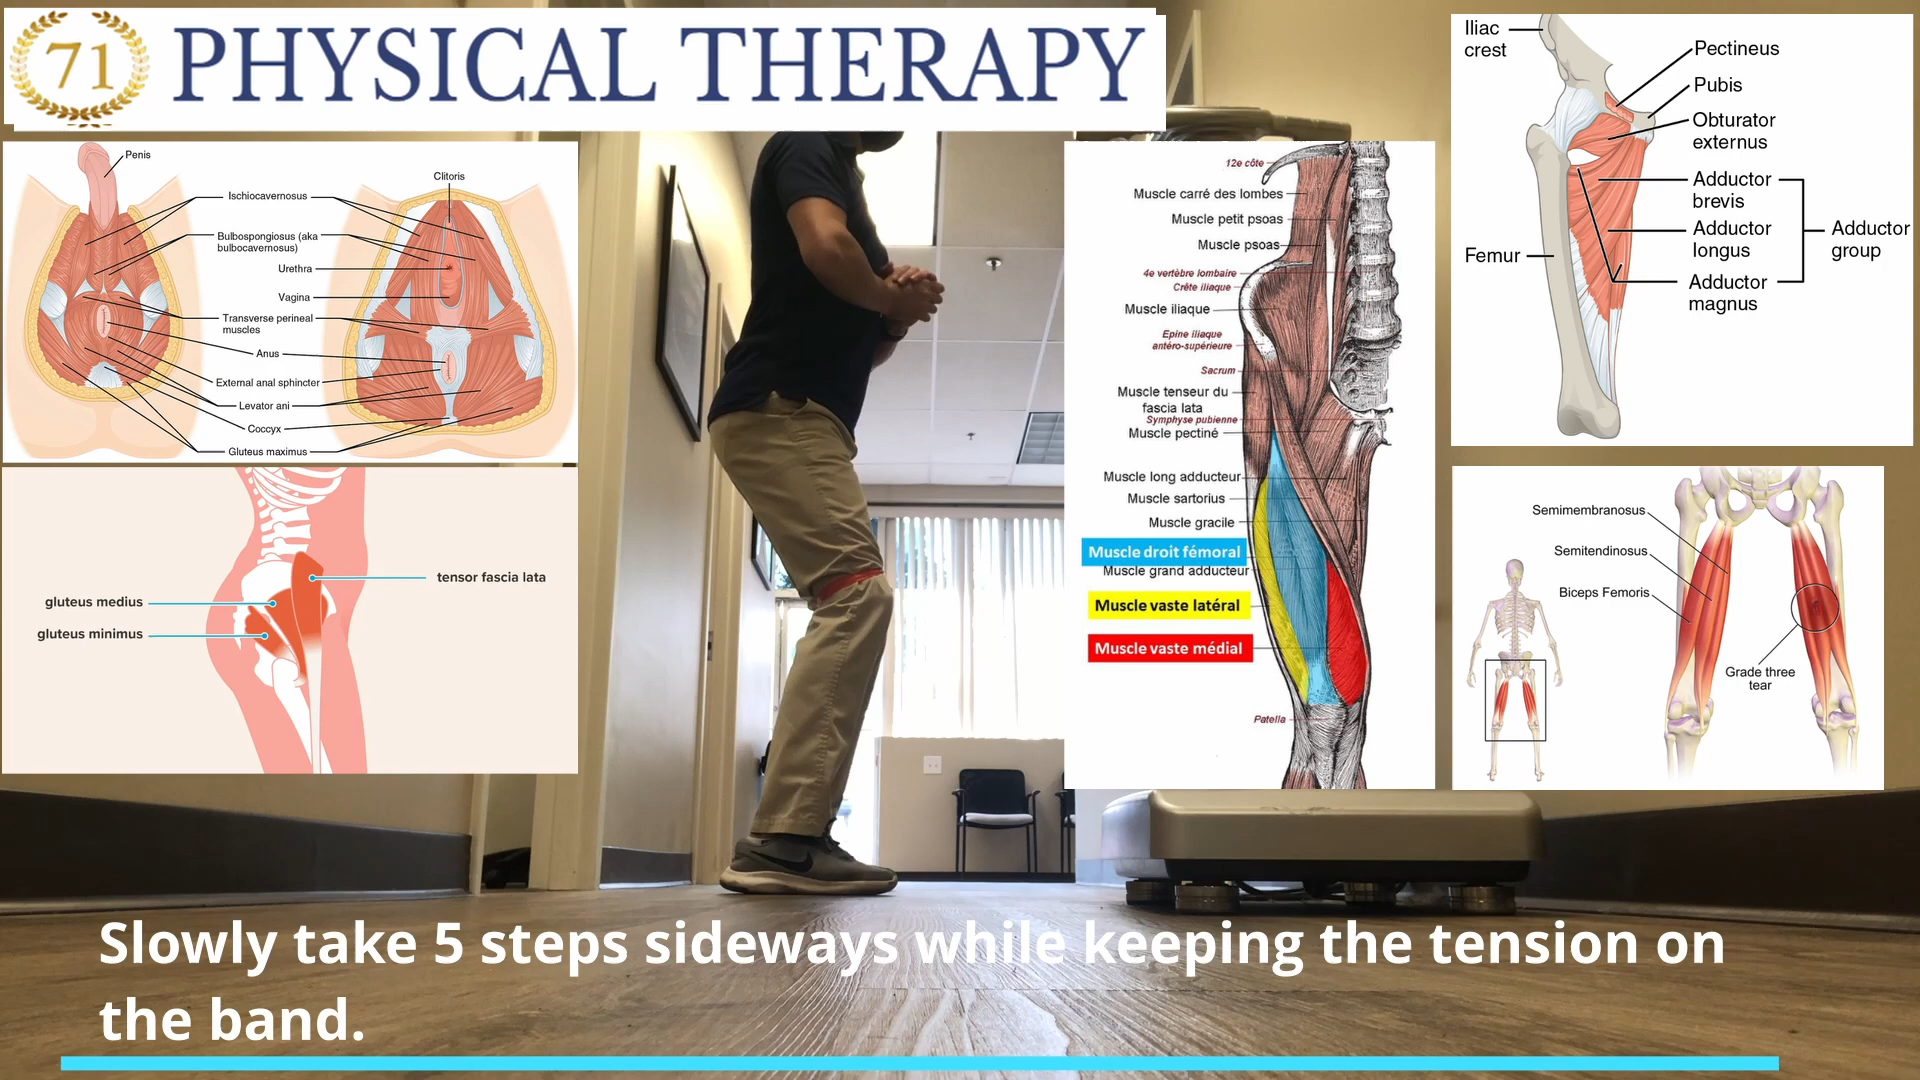 71 PHYSICAL THERAPY
Penis
Clitoris
Ischiocavernosus
Bulbospongiosus (aka
bulbocavernosus)
Urethra
Vagina
Transverse perineal
muscles
Anus
External anal sphincter
Levator ani
Coccyx
Gluteus maximus
tensor fascia lata
gluteus medius
gluteus minimus
12e côte
Muscle carré des lombes
Muscle petit psoas
Muscle psoas
4e vertèbre lombaire
Crête iliaque
Muscle iliaque
Epine iliaque
antéro-supérieure
Sacrum
Muscle tenseur du
fascia lata
Symphyse pubienne
Muscle pectiné
Muscle long adducteur
Muscle sartorius
Muscle gracile
Muscle droit fémoral
Muscle grand adducteur
Muscle vaste latéral
Muscle vaste médial
Patella
Iliac
crest
Pectineus
Pubis
Obturator
externus
Adductor
brevis
Adductor
longus
Adductor
group
Femur
Adductor
magnus
Semimembranosus
Semitendinosus
Biceps Femoris
Grade three
tear
Slowly take 5 steps sideways while keeping the tension on
the band.